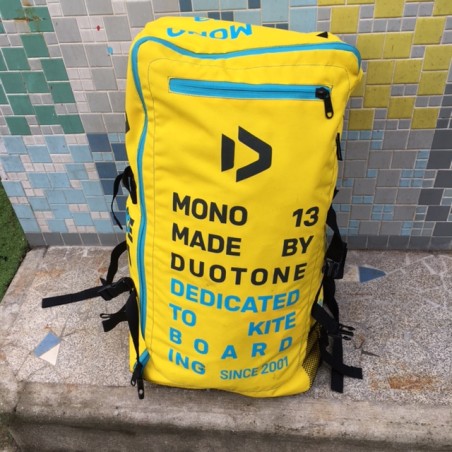 MONO
MONO 13
MADE BY
DUOTONE
DEDICATED
TO KITE
BOARD
ING SINCE 2001